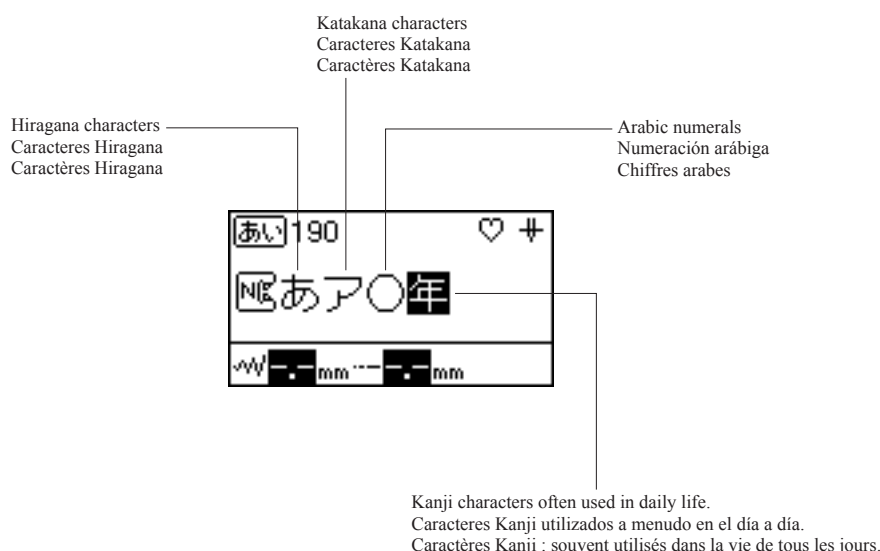 Katakana characters
Caracteres Katakana
Caractères Katakana
Hiragana characters
Caracteres Hiragana
Caractères Hiragana
Arabic numerals
Numeración arábiga
Chiffres arabes
あい 190
あア〇年
-.- mm -.- mm
Kanji characters often used in daily life.
Caracteres Kanji utilizados a menudo en el día a día.
Caractères Kanji : souvent utilisés dans la vie de tous les jours.